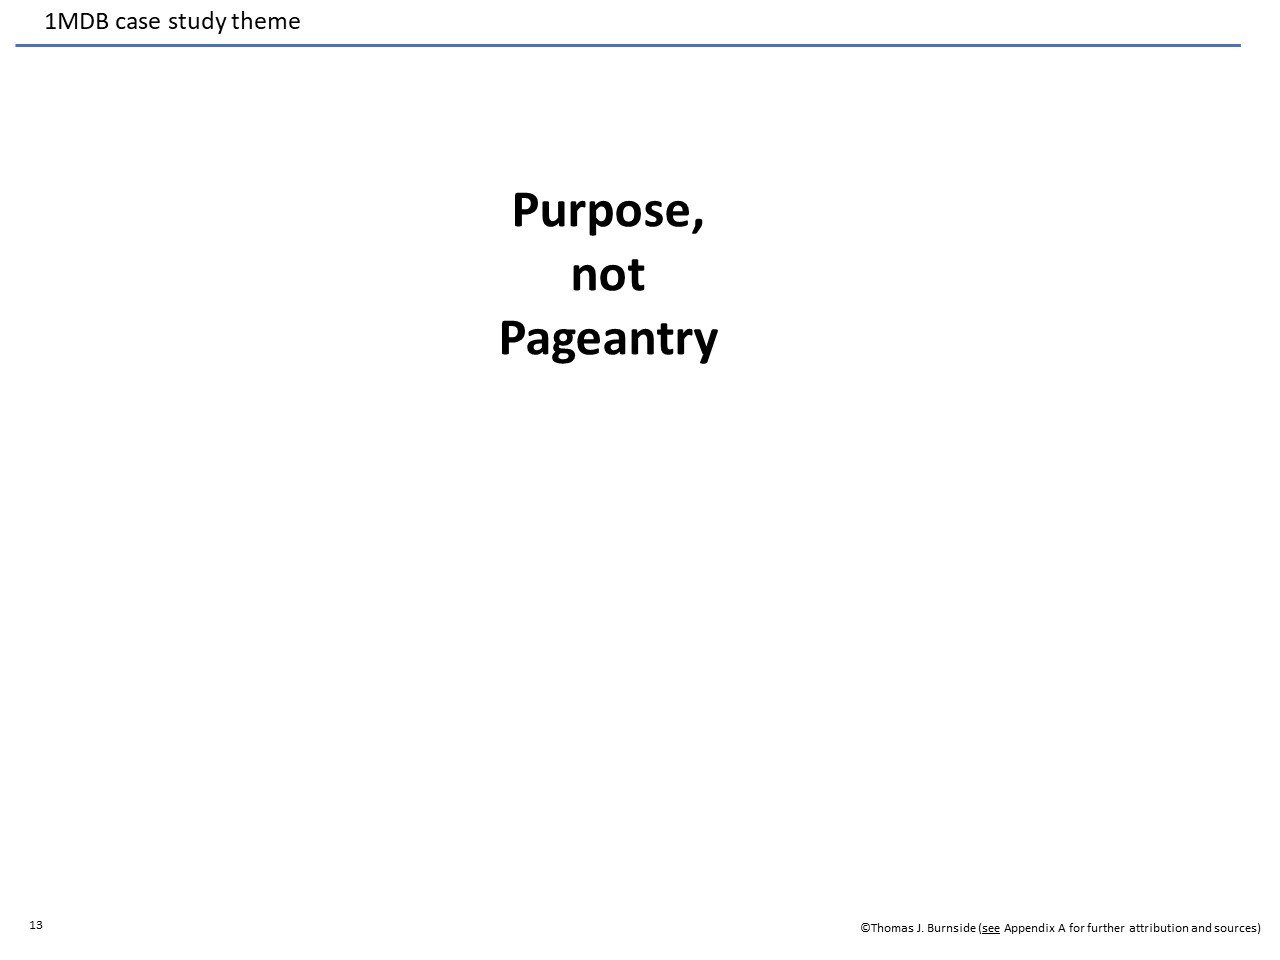 1MDB case study theme
Purpose,
not
Pageantry
13
©Thomas J. Burnside (see Appendix A for further attribution and sources)